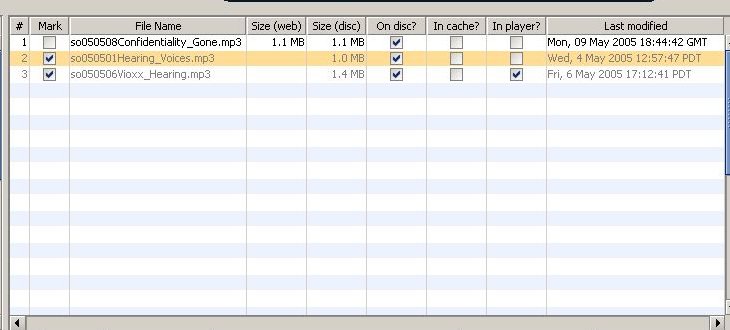 # Mark File Name Size (web) Size (disc) On disc? In cache? In player? Last modified
1 so050508Confidentiality_Gone.mp3 1.1 MB 1.1 MB Mon, 09 May 2005 18:44:42 GMT
2 so050501Hearing_Voices.mp3 1.0 MB Wed, 4 May 2005 12:57:47 PDT
3 so050506Vioxx_Hearing.mp3 1.4 MB Fri, 6 May 2005 17:12:41 PDT